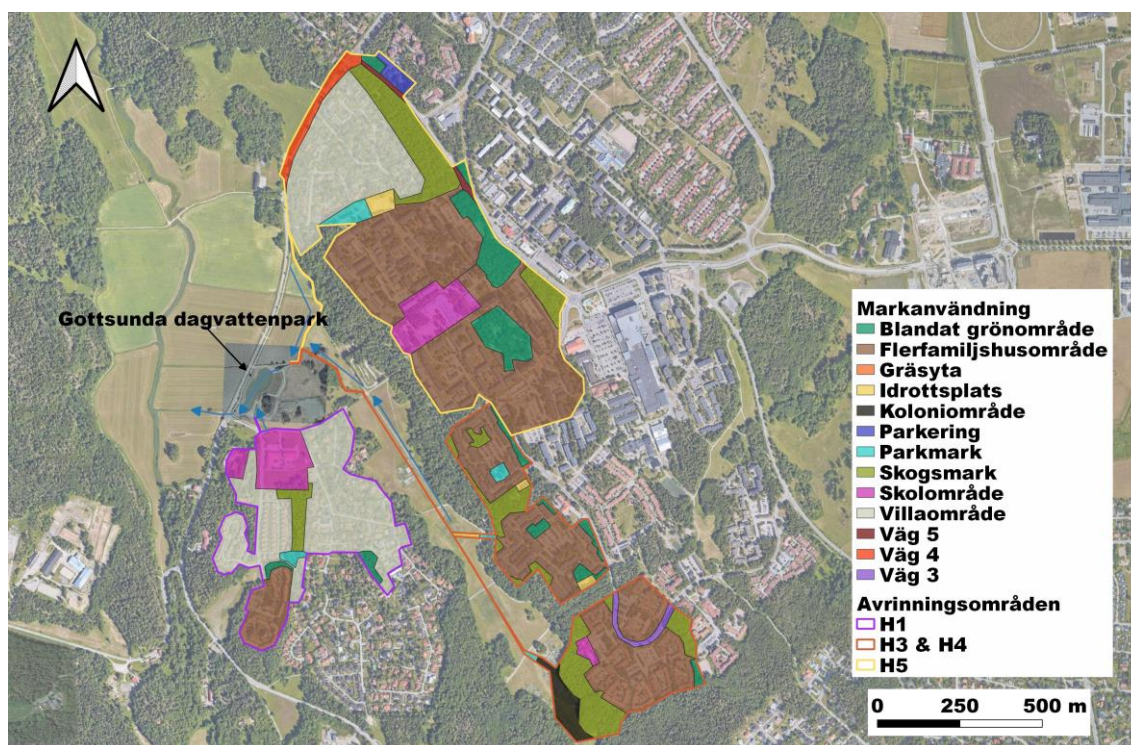 Gottsunda dagvattenpark
Markanvändning
Blandat grönområde
Flerfamiljshusområde
Gräsyta
Idrottsplats
Koloniområde
Parkering
Parkmark
Skogsmark
Skolområde
Villaområde
Väg 5
Väg 4
Väg 3
Avrinningsområden
H1
H3 & H4
H5
0 250 500 m